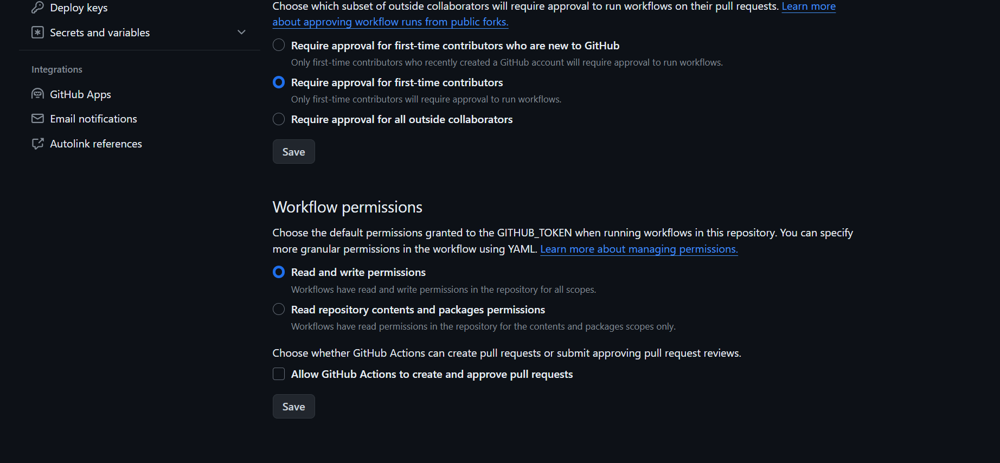 Deploy keys
Secrets and variables
Integrations
GitHub Apps
Email notifications
Autolink references
Choose which subset of outside collaborators will require approval to run workflows on their pull requests. Learn more
about approving workflow runs from public forks.
Require approval for first-time contributors who are new to GitHub
Only first-time contributors who recently created a GitHub account will require approval to run workflows.
Require approval for first-time contributors
Only first-time contributors will require approval to run workflows.
Require approval for all outside collaborators
Save
Workflow permissions
Choose the default permissions granted to the GITHUB_TOKEN when running workflows in this repository. You can specify
more granular permissions in the workflow using YAML. Learn more about managing permissions.
Read and write permissions
Workflows have read and write permissions in the repository for all scopes.
Read repository contents and packages permissions
Workflows have read permissions in the repository for the contents and packages scopes only.
Choose whether GitHub Actions can create pull requests or submit approving pull request reviews.
Allow GitHub Actions to create and approve pull requests
Save